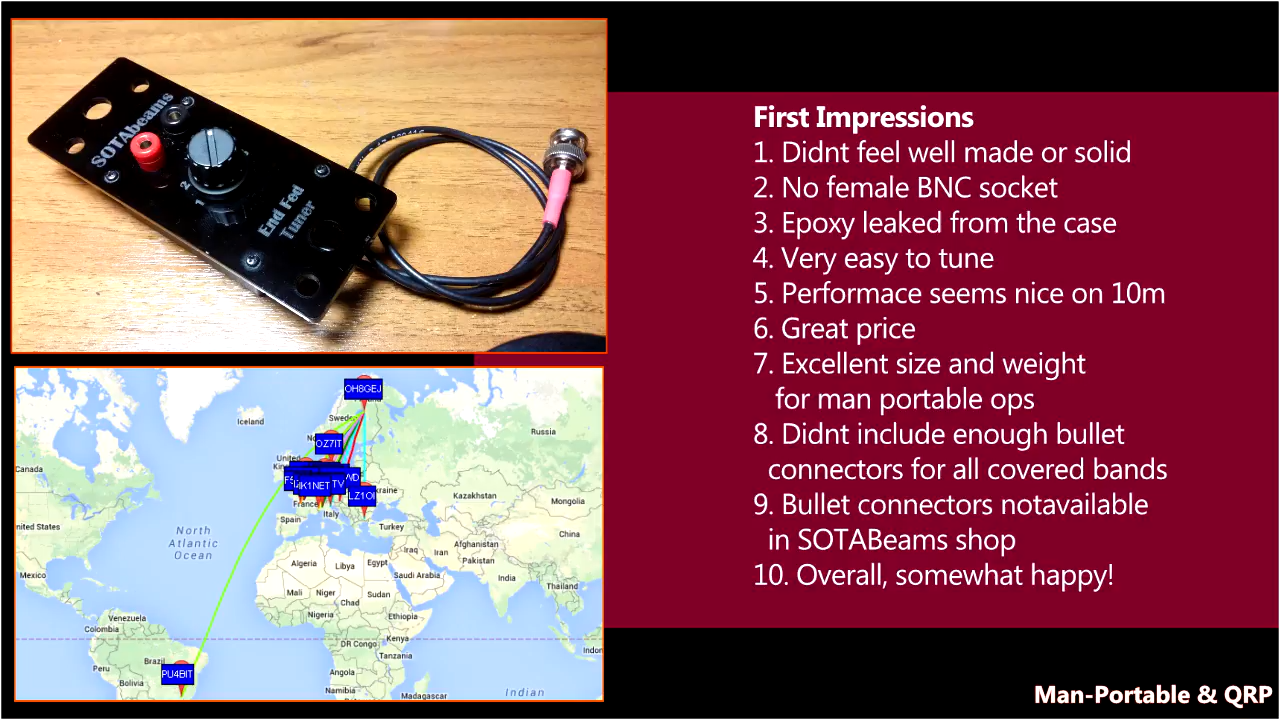 SOTAbeams
2
1
End Fed
Tuner
First Impressions
1. Didnt feel well made or solid
2. No female BNC socket
3. Epoxy leaked from the case
4. Very easy to tune
5. Performace seems nice on 10m
6. Great price
7. Excellent size and weight
for man portable ops
8. Didnt include enough bullet
connectors for all covered bands
9. Bullet connectors notavailable
in SOTABeams shop
10. Overall, somewhat happy!
OH8GEJ
Iceland
OZ7IT
Russia
United
Canada
IK1NET
TV
LZ1OI
France
Kazakhstan
Mongolia
Spain
Italy
Turkey
North
Atlantic
Ocean
China
Afghanistan
Iraq
Iran
Pakistan
Algeria
Libya
Egypt
Saudi Arabia
India
Thailand
Mexico
Mali
Niger
Chad
Sudan
Nigeria
Ethiopia
Venezuela
Colombia
Kenya
DR Congo
Tanzania
Brazil
Peru
PU4BIT
Bolivia
Angola
Namibia
Madagascar
Indian
Man-Portable & QRP